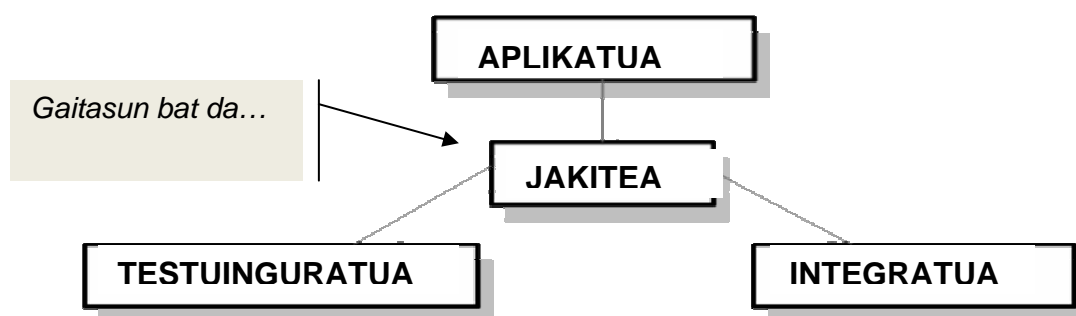 APLIKATUA
Gaitasun bat da…
JAKITEA
TESTUINGURATUA
INTEGRATUA